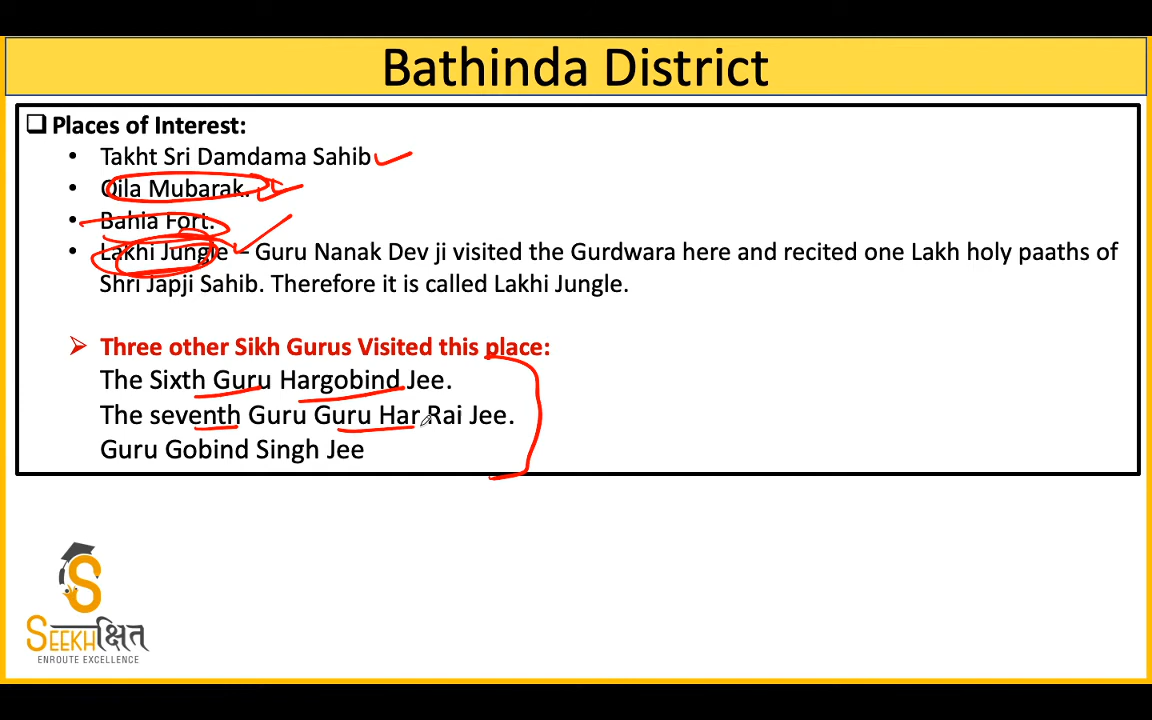 Bathinda District
❑ Places of Interest:
• Takht Sri Damdama Sahib
• Qila Mubarak.
• Bahia Fort.
• Lakhi Jungle – Guru Nanak Dev ji visited the Gurdwara here and recited one Lakh holy paaths of
Shri Japji Sahib. Therefore it is called Lakhi Jungle.
➢ Three other Sikh Gurus Visited this place:
The Sixth Guru Hargobind Jee.
The seventh Guru Guru Har Rai Jee.
Guru Gobind Singh Jee
SEEKHक्षित
ENROUTE EXCELLENCE